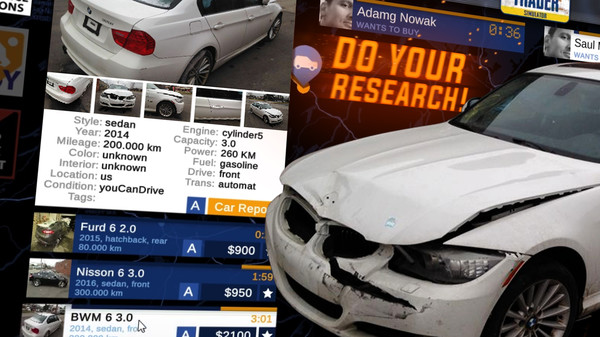 ONS
Adamg Nowak
WANTS TO BUY
0:36
TRADER
SIMULATOR
Saul
WANTS
DO YOUR
RESEARCH!
Style: sedan
Year: 2014
Mileage: 200.000 km
Color: unknown
Interior: unknown
Location: us
Condition: youCanDrive
Tags:
Engine: cylinder5
Capacity: 3.0
Power: 260 KM
Fuel: gasoline
Drive: front
Trans: automat
A
Car Repo
Furd 6 2.0
2015, hatchback, rear
80.000 km
A
$900
Nisson 6 3.0
1:59
2016, sedan, front
300.000 km
A
$950
BWM 6 3.0
3:01
2014, sedan, fro
A
$2100